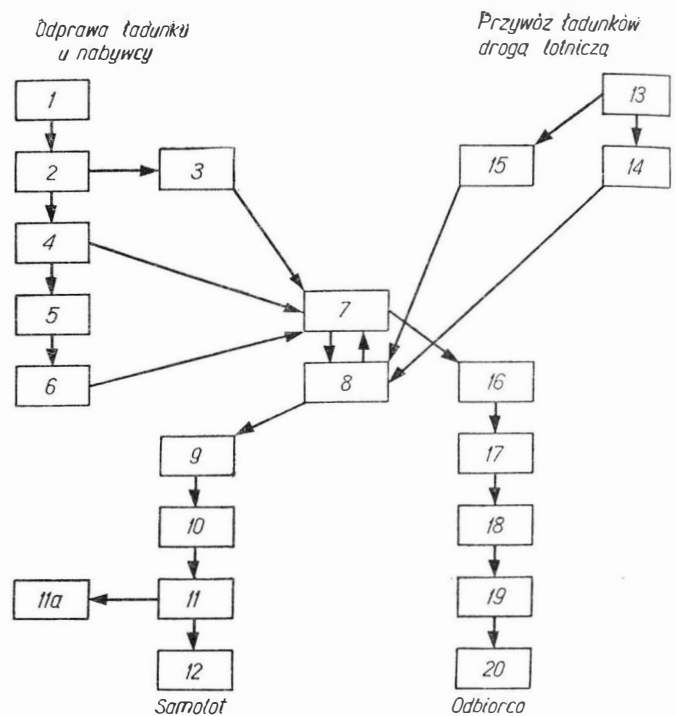 Odprawa ładunku
u nabywcy
Przywóz ładunków
drogą lotniczą
1
13
2
3
15
14
4
7
5
8
6
16
9
17
10
18
11a
11
19
12
20
Samolot
Odbiorca